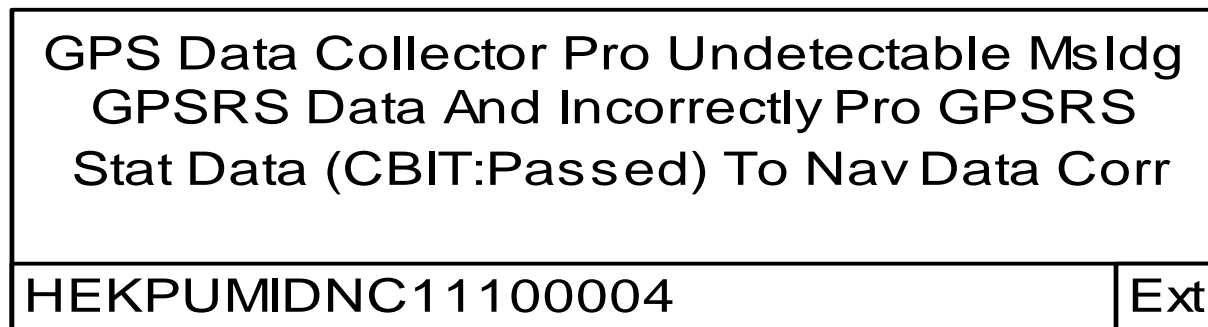 GPS Data Collector Pro Undetectable Msldg
GPSRS Data And Incorrectly Pro GPSRS
Stat Data (CBIT:Passed) To Nav Data Corr
HEKPUMIDNC11100004
Ext